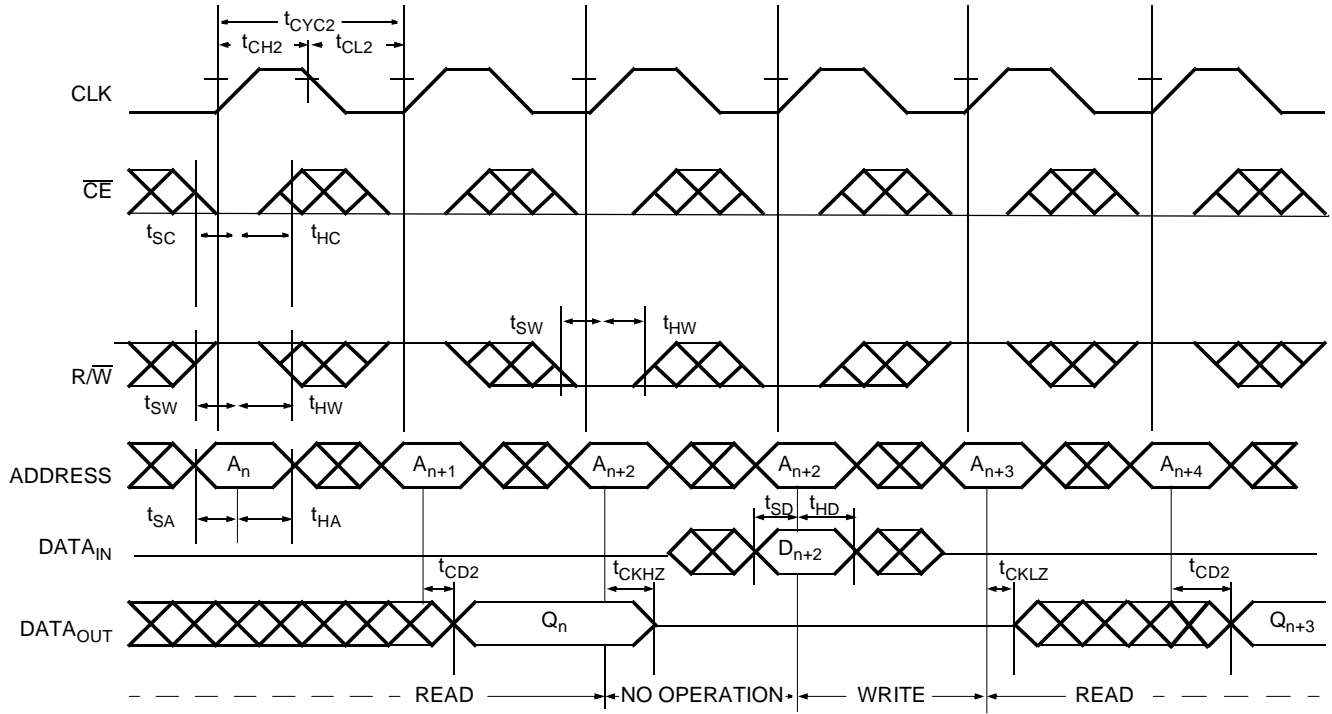 tCYC2
tCH2 tCL2
CLK
CE
tSC tHC
tSW tHW
R/W
tSW tHW
ADDRESS An An+1 An+2 An+2 An+3 An+4
tSA tHA tSD tHD
DATAIN Dn+2
tCD2 tCKHZ tCKLZ tCD2
DATAOUT Qn Qn+3
READ NO OPERATION WRITE READ